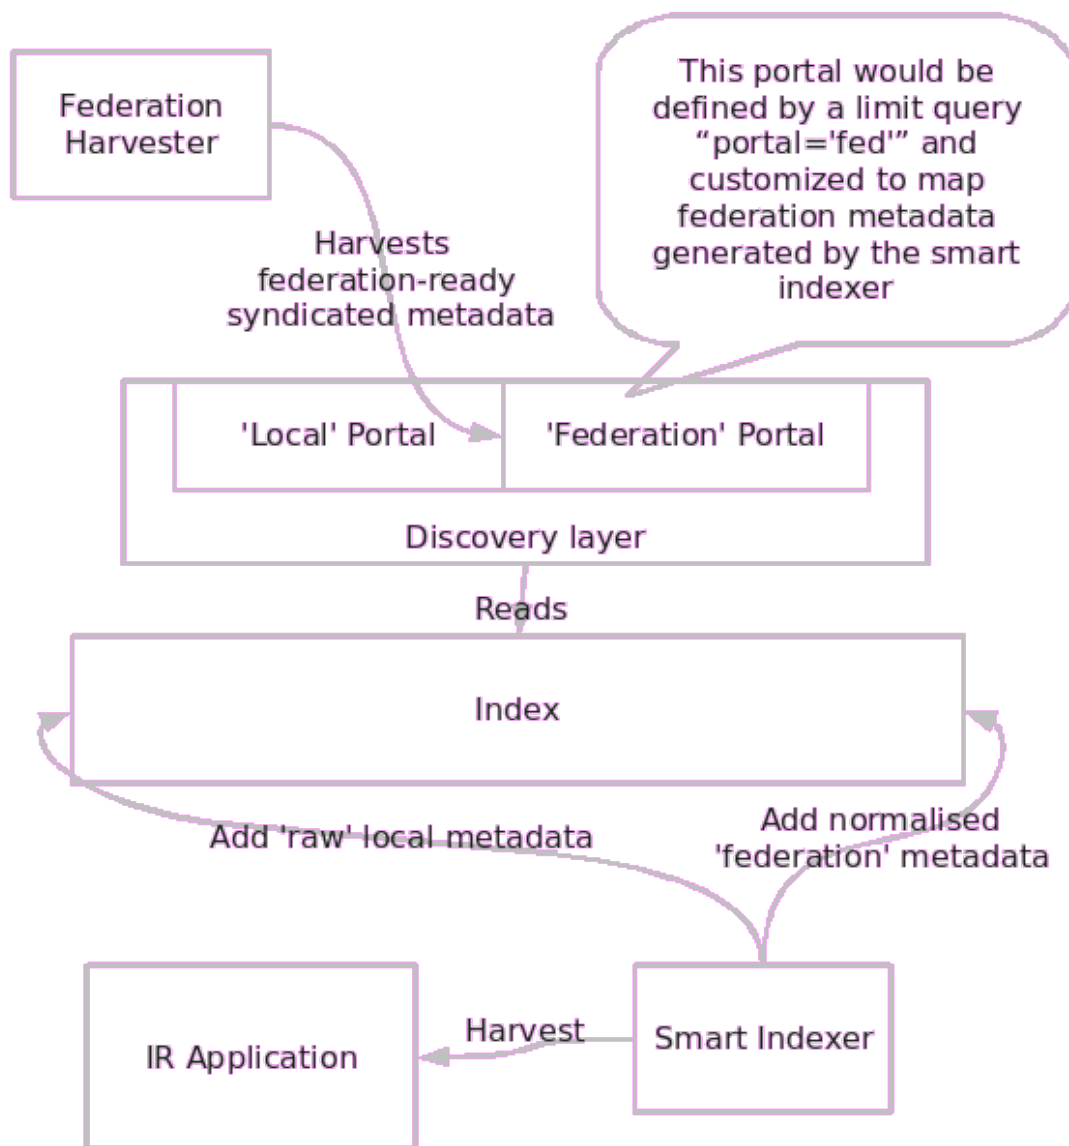 Federation
Harvester
This portal would be
defined by a limit query
“portal='fed'” and
customized to map
federation metadata
generated by the smart
indexer
Harvests
federation-ready
syndicated metadata
'Local' Portal
'Federation' Portal
Discovery layer
Reads
Index
Add 'raw' local metadata
Add normalised
'federation' metadata
IR Application
Harvest
Smart Indexer